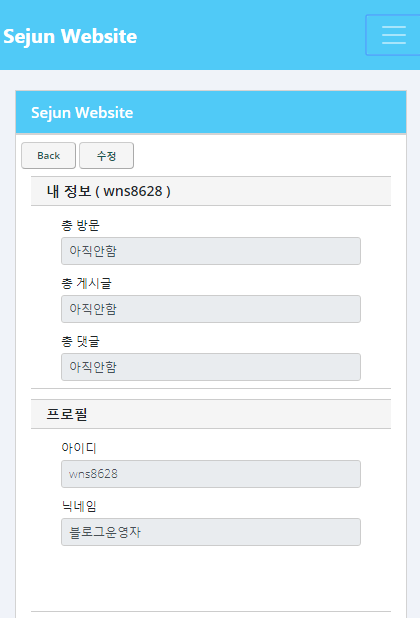 Sejun Website
Sejun Website
Back 수정
내 정보 ( wns8628 )
총 방문
아직안함
총 게시글
아직안함
총 댓글
아직안함
프로필
아이디
wns8628
닉네임
블로그운영자